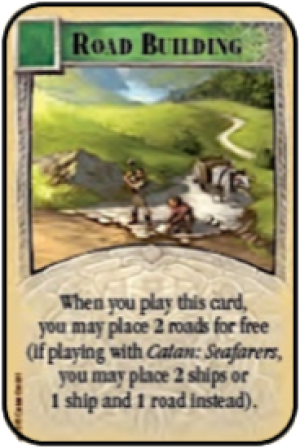 ROAD BUILDING
When you play this card,
you may place 2 roads for free
(if playing with Catan: Seafarers,
you may place 2 ships or
1 ship and 1 road instead).